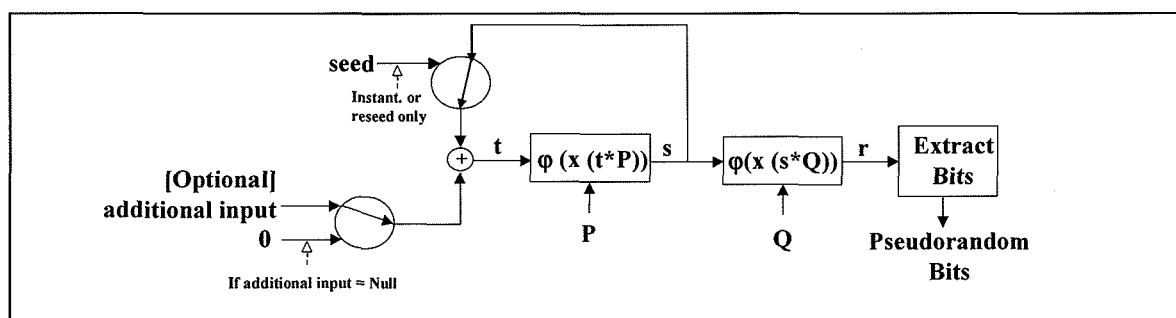 seed
Instant. or
reseed only
[Optional]
additional input
0
If additional input = Null
+
t
φ (x (t*P))
s
φ(x (s*Q))
r
Extract
Bits
P
Q
Pseudorandom
Bits